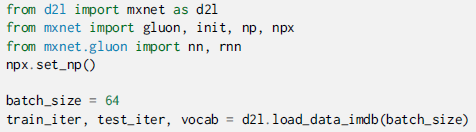 from d2l import mxnet as d2l
from mxnet import gluon, init, np, npx
from mxnet.gluon import nn, rnn
npx.set_np()
batch_size = 64
train_iter, test_iter, vocab = d2l.load_data_imdb(batch_size)